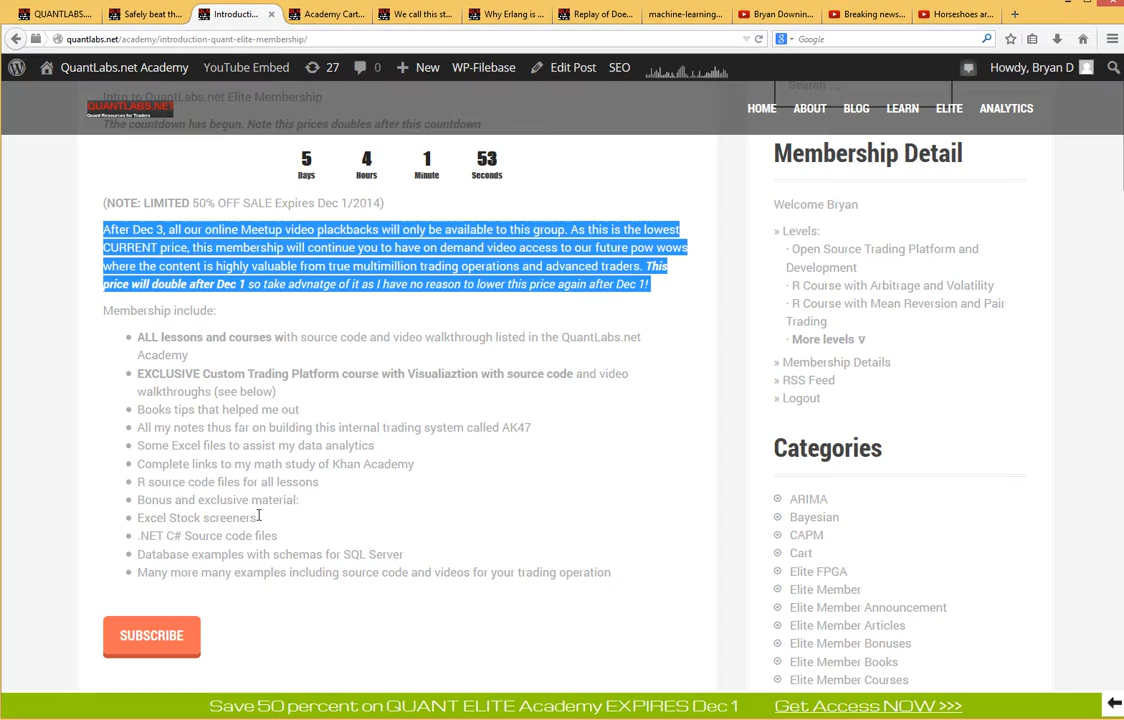 QUANTLABS....
Safely beat th...
Introducti...
Academy Cart...
We call this st...
Why Erlang is ...
Replay of Doe...
machine-learning...
Bryan Downin...
Breaking news...
Horseshoes ar...
quantlabs.net/academy/introduction-quant-elite-membership/
Google
QuantLabs.net Academy
YouTube Embed
27
0
New
WP-Filebase
Edit Post
SEO
Howdy, Bryan D
Intro to QuantLabs.net Elite Membership
Search ...
QUANTLABS.NET
Quant Resources for Traders
HOME
ABOUT
BLOG
LEARN
ELITE
ANALYTICS
Tthe countdown has begun. Note this prices doubles after this countdown
5
4
1
53
Days
Hours
Minute
Seconds
(NOTE: LIMITED 50% OFF SALE Expires Dec 1/2014)
After Dec 3, all our online Meetup video plackbacks will only be available to this group. As this is the lowest
CURRENT price, this membership will continue you to have on demand video access to our future pow wows
where the content is highly valuable from true multimillion trading operations and advanced traders. This
price will double after Dec 1 so take advnatge of it as I have no reason to lower this price again after Dec 1!
Membership include:
ALL lessons and courses with source code and video walkthrough listed in the QuantLabs.net
Academy
EXCLUSIVE Custom Trading Platform course with Visualiaztion with source code and video
walkthroughs (see below)
Books tips that helped me out
All my notes thus far on building this internal trading system called AK47
Some Excel files to assist my data analytics
Complete links to my math study of Khan Academy
R source code files for all lessons
Bonus and exclusive material:
Excel Stock screeners
.NET C# Source code files
Database examples with schemas for SQL Server
Many more many examples including source code and videos for your trading operation
SUBSCRIBE
Membership Detail
Welcome Bryan
» Levels:
· Open Source Trading Platform and
Development
· R Course with Arbitrage and Volatility
· R Course with Mean Reversion and Pair
Trading
· More levels ∇
» Membership Details
» RSS Feed
» Logout
Categories
ARIMA
Bayesian
CAPM
Cart
Elite FPGA
Elite Member
Elite Member Announcement
Elite Member Articles
Elite Member Bonuses
Elite Member Books
Elite Member Courses
Save 50 percent on QUANT ELITE Academy EXPIRES Dec 1
Get Access NOW >>>